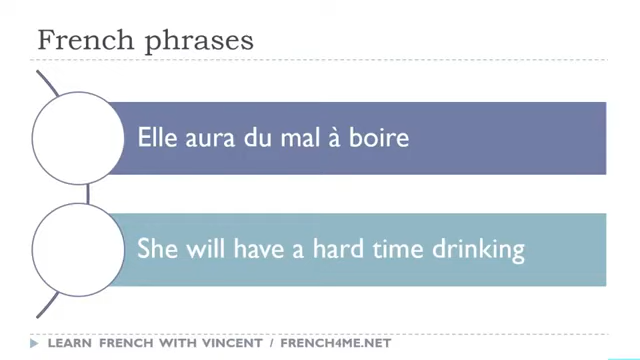 French phrases
Elle aura du mal à boire
She will have a hard time drinking
LEARN FRENCH WITH VINCENT / FRENCH4ME.NET